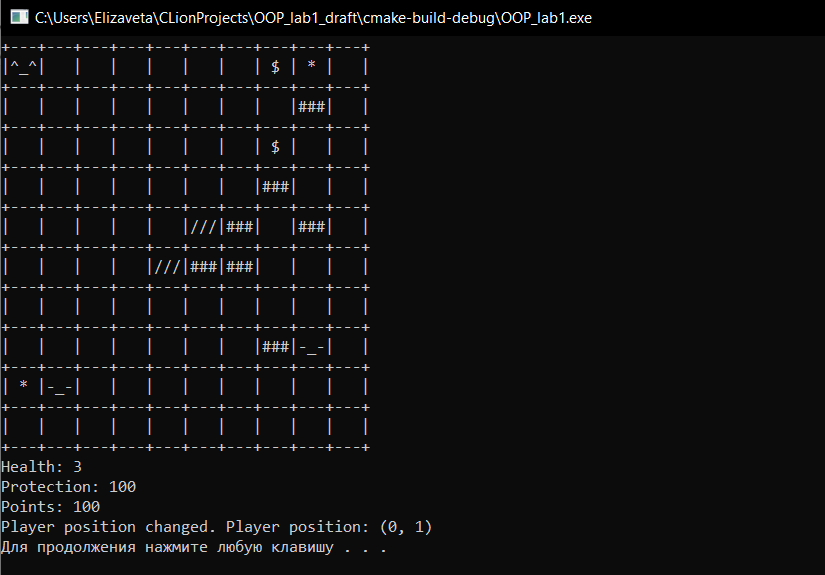 C:\Users\Elizaveta\CLionProjects\OOP_lab1_draft\cmake-build-debug\OOP_lab1.exe
+---+---+---+---+---+---+---+---+---+---+
|^_^|   |   |   |   |   |   | $ | * |   |
+---+---+---+---+---+---+---+---+---+---+
|   |   |   |   |   |   |   |   |###|   |
+---+---+---+---+---+---+---+---+---+---+
|   |   |   |   |   |   |   | $ |   |   |
+---+---+---+---+---+---+---+---+---+---+
|   |   |   |   |   |   |   |###|   |   |
+---+---+---+---+---+---+---+---+---+---+
|   |   |   |   |   |///|###|   |###|   |
+---+---+---+---+---+---+---+---+---+---+
|   |   |   |   |///|###|###|   |   |   |
+---+---+---+---+---+---+---+---+---+---+
|   |   |   |   |   |   |   |   |   |   |
+---+---+---+---+---+---+---+---+---+---+
|   |   |   |   |   |   |   |###|-_-|   |
+---+---+---+---+---+---+---+---+---+---+
| * |-_-|   |   |   |   |   |   |   |   |
+---+---+---+---+---+---+---+---+---+---+
|   |   |   |   |   |   |   |   |   |   |
+---+---+---+---+---+---+---+---+---+---+
Health: 3
Protection: 100
Points: 100
Player position changed. Player position: (0, 1)
Для продолжения нажмите любую клавишу . . .